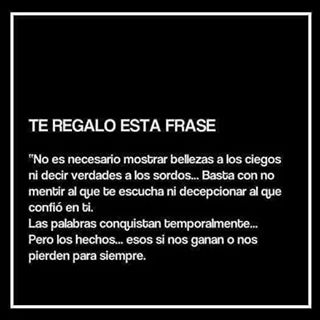 TE REGALO ESTA FRASE
"No es necesario mostrar bellezas a los ciegos
ni decir verdades a los sordos... Basta con no
mentir al que te escucha ni decepcionar al que
confió en ti.
Las palabras conquistan temporalmente...
Pero los hechos... esos si nos ganan o nos
pierden para siempre.